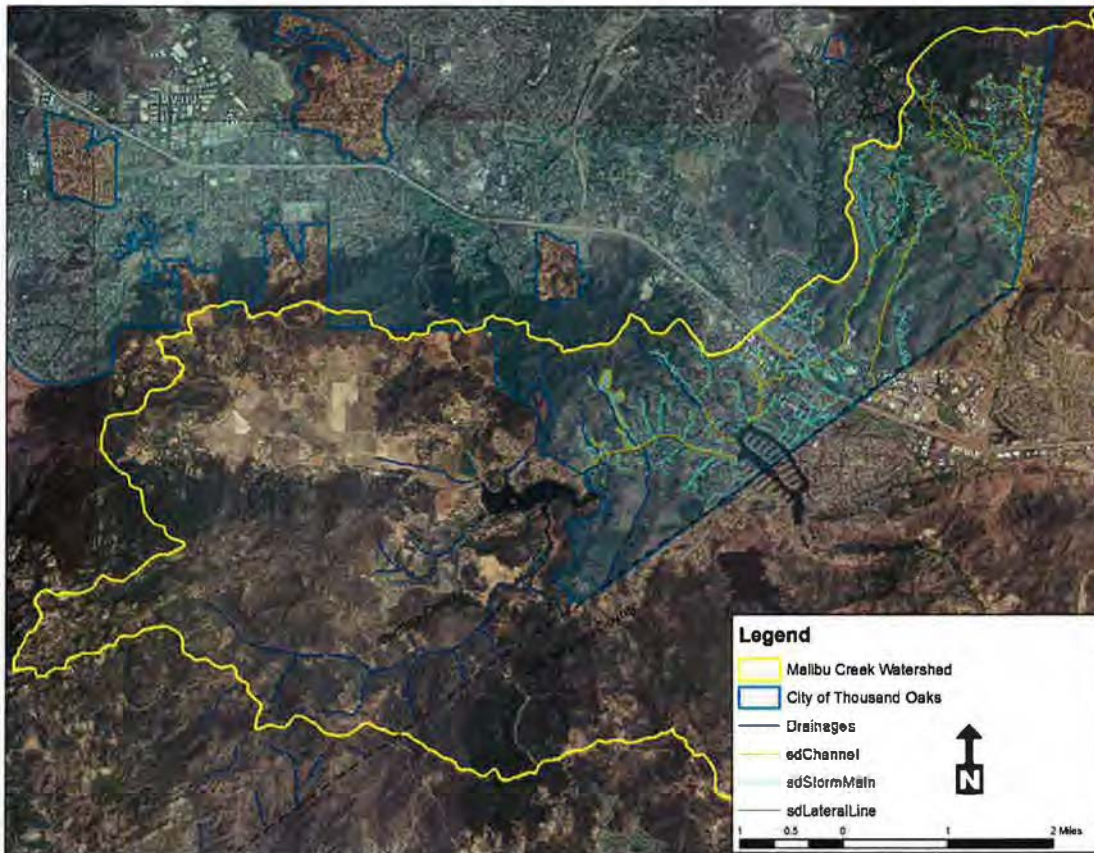 Legend
Malibu Creek Watershed
City of Thousand Oaks
Drainages
sdChannel
sdStormMain
sdLateralLine
N
1 0.5 0 1 2 Miles